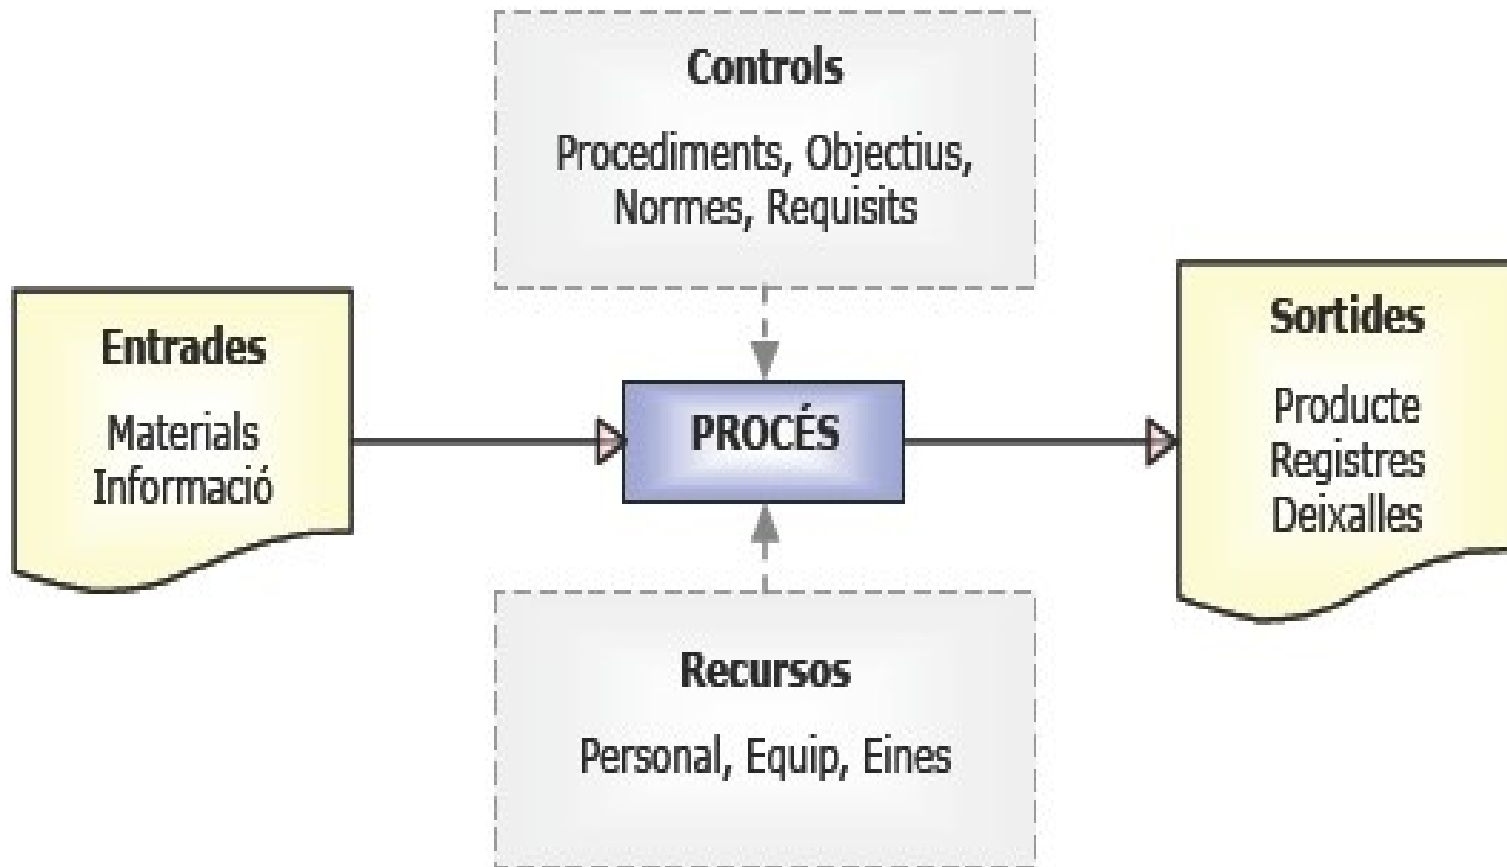 Controls
Procediments, Objectius,
Normes, Requisits
Entrades
Materials
Informació
PROCÉS
Sortides
Producte
Registres
Deixalles
Recursos
Personal, Equip, Eines